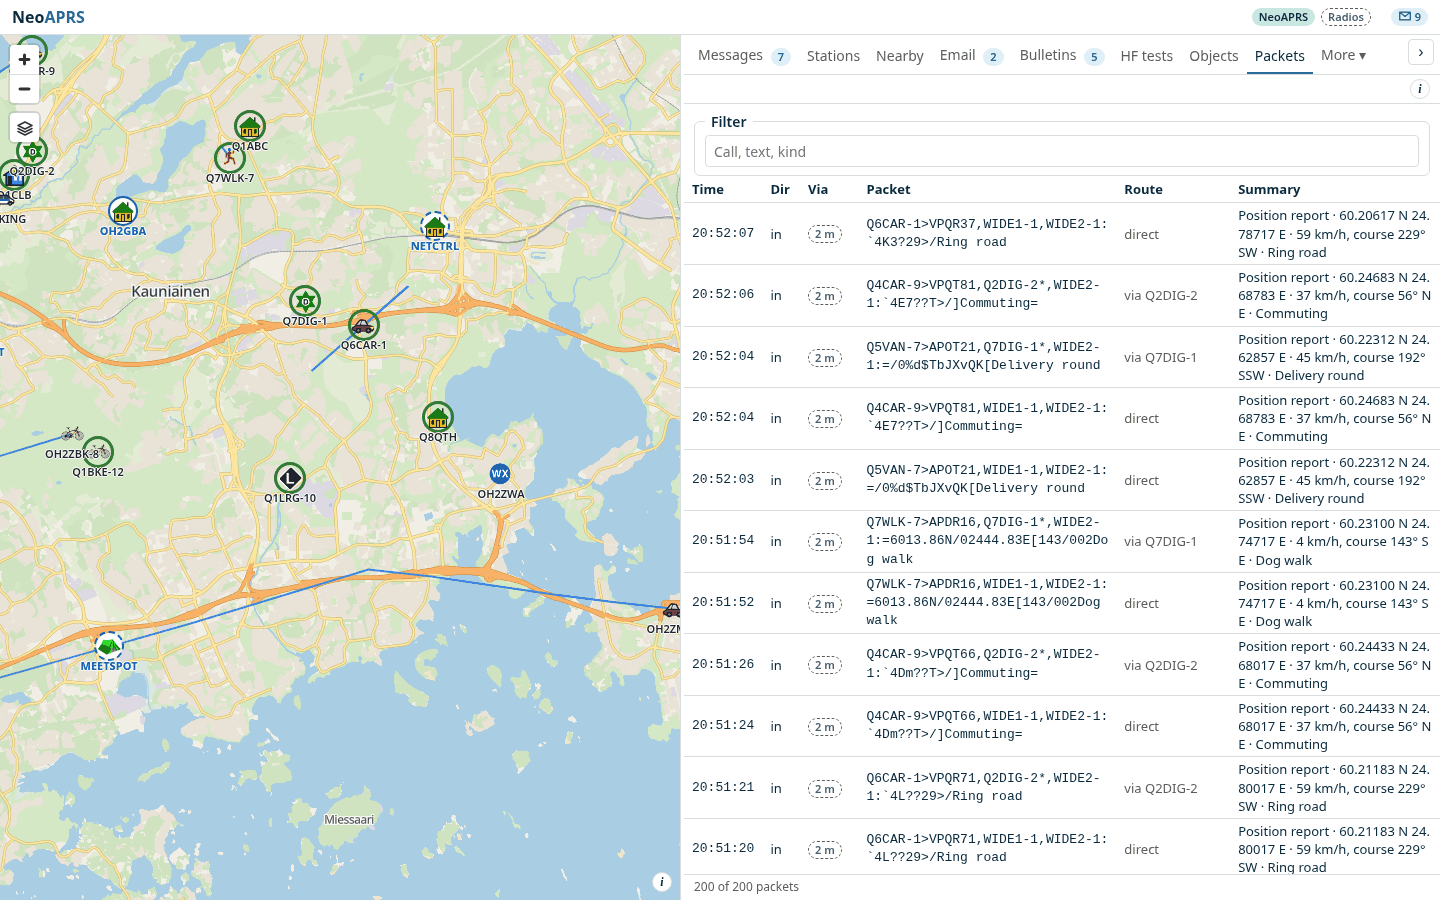 NeoAPRS
NeoAPRS Radios 9
Messages 7 Stations Nearby Email 2 Bulletins 5 HF tests Objects Packets More ▾ ›
i
Filter
Call, text, kind
Time Dir Via Packet Route Summary
20:52:07 in 2 m Q6CAR-1>VPQR37,WIDE1-1,WIDE2-1: direct Position report · 60.20617 N 24.
`4K3?29>/Ring road 78717 E · 59 km/h, course 229°
SW · Ring road
20:52:06 in 2 m Q4CAR-9>VPQT81,Q2DIG-2*,WIDE2- via Q2DIG-2 Position report · 60.24683 N 24.
1:`4E7??T>/]Commuting= 68783 E · 37 km/h, course 56° N
E · Commuting
20:52:04 in 2 m Q5VAN-7>APOT21,Q7DIG-1*,WIDE2- via Q7DIG-1 Position report · 60.22312 N 24.
1:=/0%d$TbJXvQK[Delivery round 62857 E · 45 km/h, course 192°
SSW · Delivery round
20:52:04 in 2 m Q4CAR-9>VPQT81,WIDE1-1,WIDE2-1: direct Position report · 60.24683 N 24.
`4E7??T>/]Commuting= 68783 E · 37 km/h, course 56° N
E · Commuting
20:52:03 in 2 m Q5VAN-7>APOT21,WIDE1-1,WIDE2-1: direct Position report · 60.22312 N 24.
=/0%d$TbJXvQK[Delivery round 62857 E · 45 km/h, course 192°
SSW · Delivery round
20:51:54 in 2 m Q7WLK-7>APDR16,Q7DIG-1*,WIDE2- via Q7DIG-1 Position report · 60.23100 N 24.
1:=6013.86N/02444.83E[143/002Do 74717 E · 4 km/h, course 143° S
g walk E · Dog walk
20:51:52 in 2 m Q7WLK-7>APDR16,WIDE1-1,WIDE2-1: direct Position report · 60.23100 N 24.
=6013.86N/02444.83E[143/002Dog 74717 E · 4 km/h, course 143° S
walk E · Dog walk
20:51:26 in 2 m Q4CAR-9>VPQT66,Q2DIG-2*,WIDE2- via Q2DIG-2 Position report · 60.24433 N 24.
1:`4Dm??T>/]Commuting= 68017 E · 37 km/h, course 56° N
E · Commuting
20:51:24 in 2 m Q4CAR-9>VPQT66,WIDE1-1,WIDE2-1: direct Position report · 60.24433 N 24.
`4Dm??T>/]Commuting= 68017 E · 37 km/h, course 56° N
E · Commuting
20:51:21 in 2 m Q6CAR-1>VPQR71,Q2DIG-2*,WIDE2- via Q2DIG-2 Position report · 60.21183 N 24.
1:`4L??29>/Ring road 80017 E · 59 km/h, course 229°
SW · Ring road
20:51:20 in 2 m Q6CAR-1>VPQR71,WIDE1-1,WIDE2-1: direct Position report · 60.21183 N 24.
`4L??29>/Ring road 80017 E · 59 km/h, course 229°
SW · Ring road
200 of 200 packets
+
−
R-9
Q1ABC
D
Q2DIG-2
Q7WLK-7
CLB
KING
OH2GBA
NETCTRL
Kauniainen
D
Q7DIG-1
Q6CAR-1
T
Q8QTH
OH2ZBK-8
Q1BKE-12
L
Q1LRG-10
WX
OH2ZWA
OH2ZM
MEETSPOT
Miessaari
i